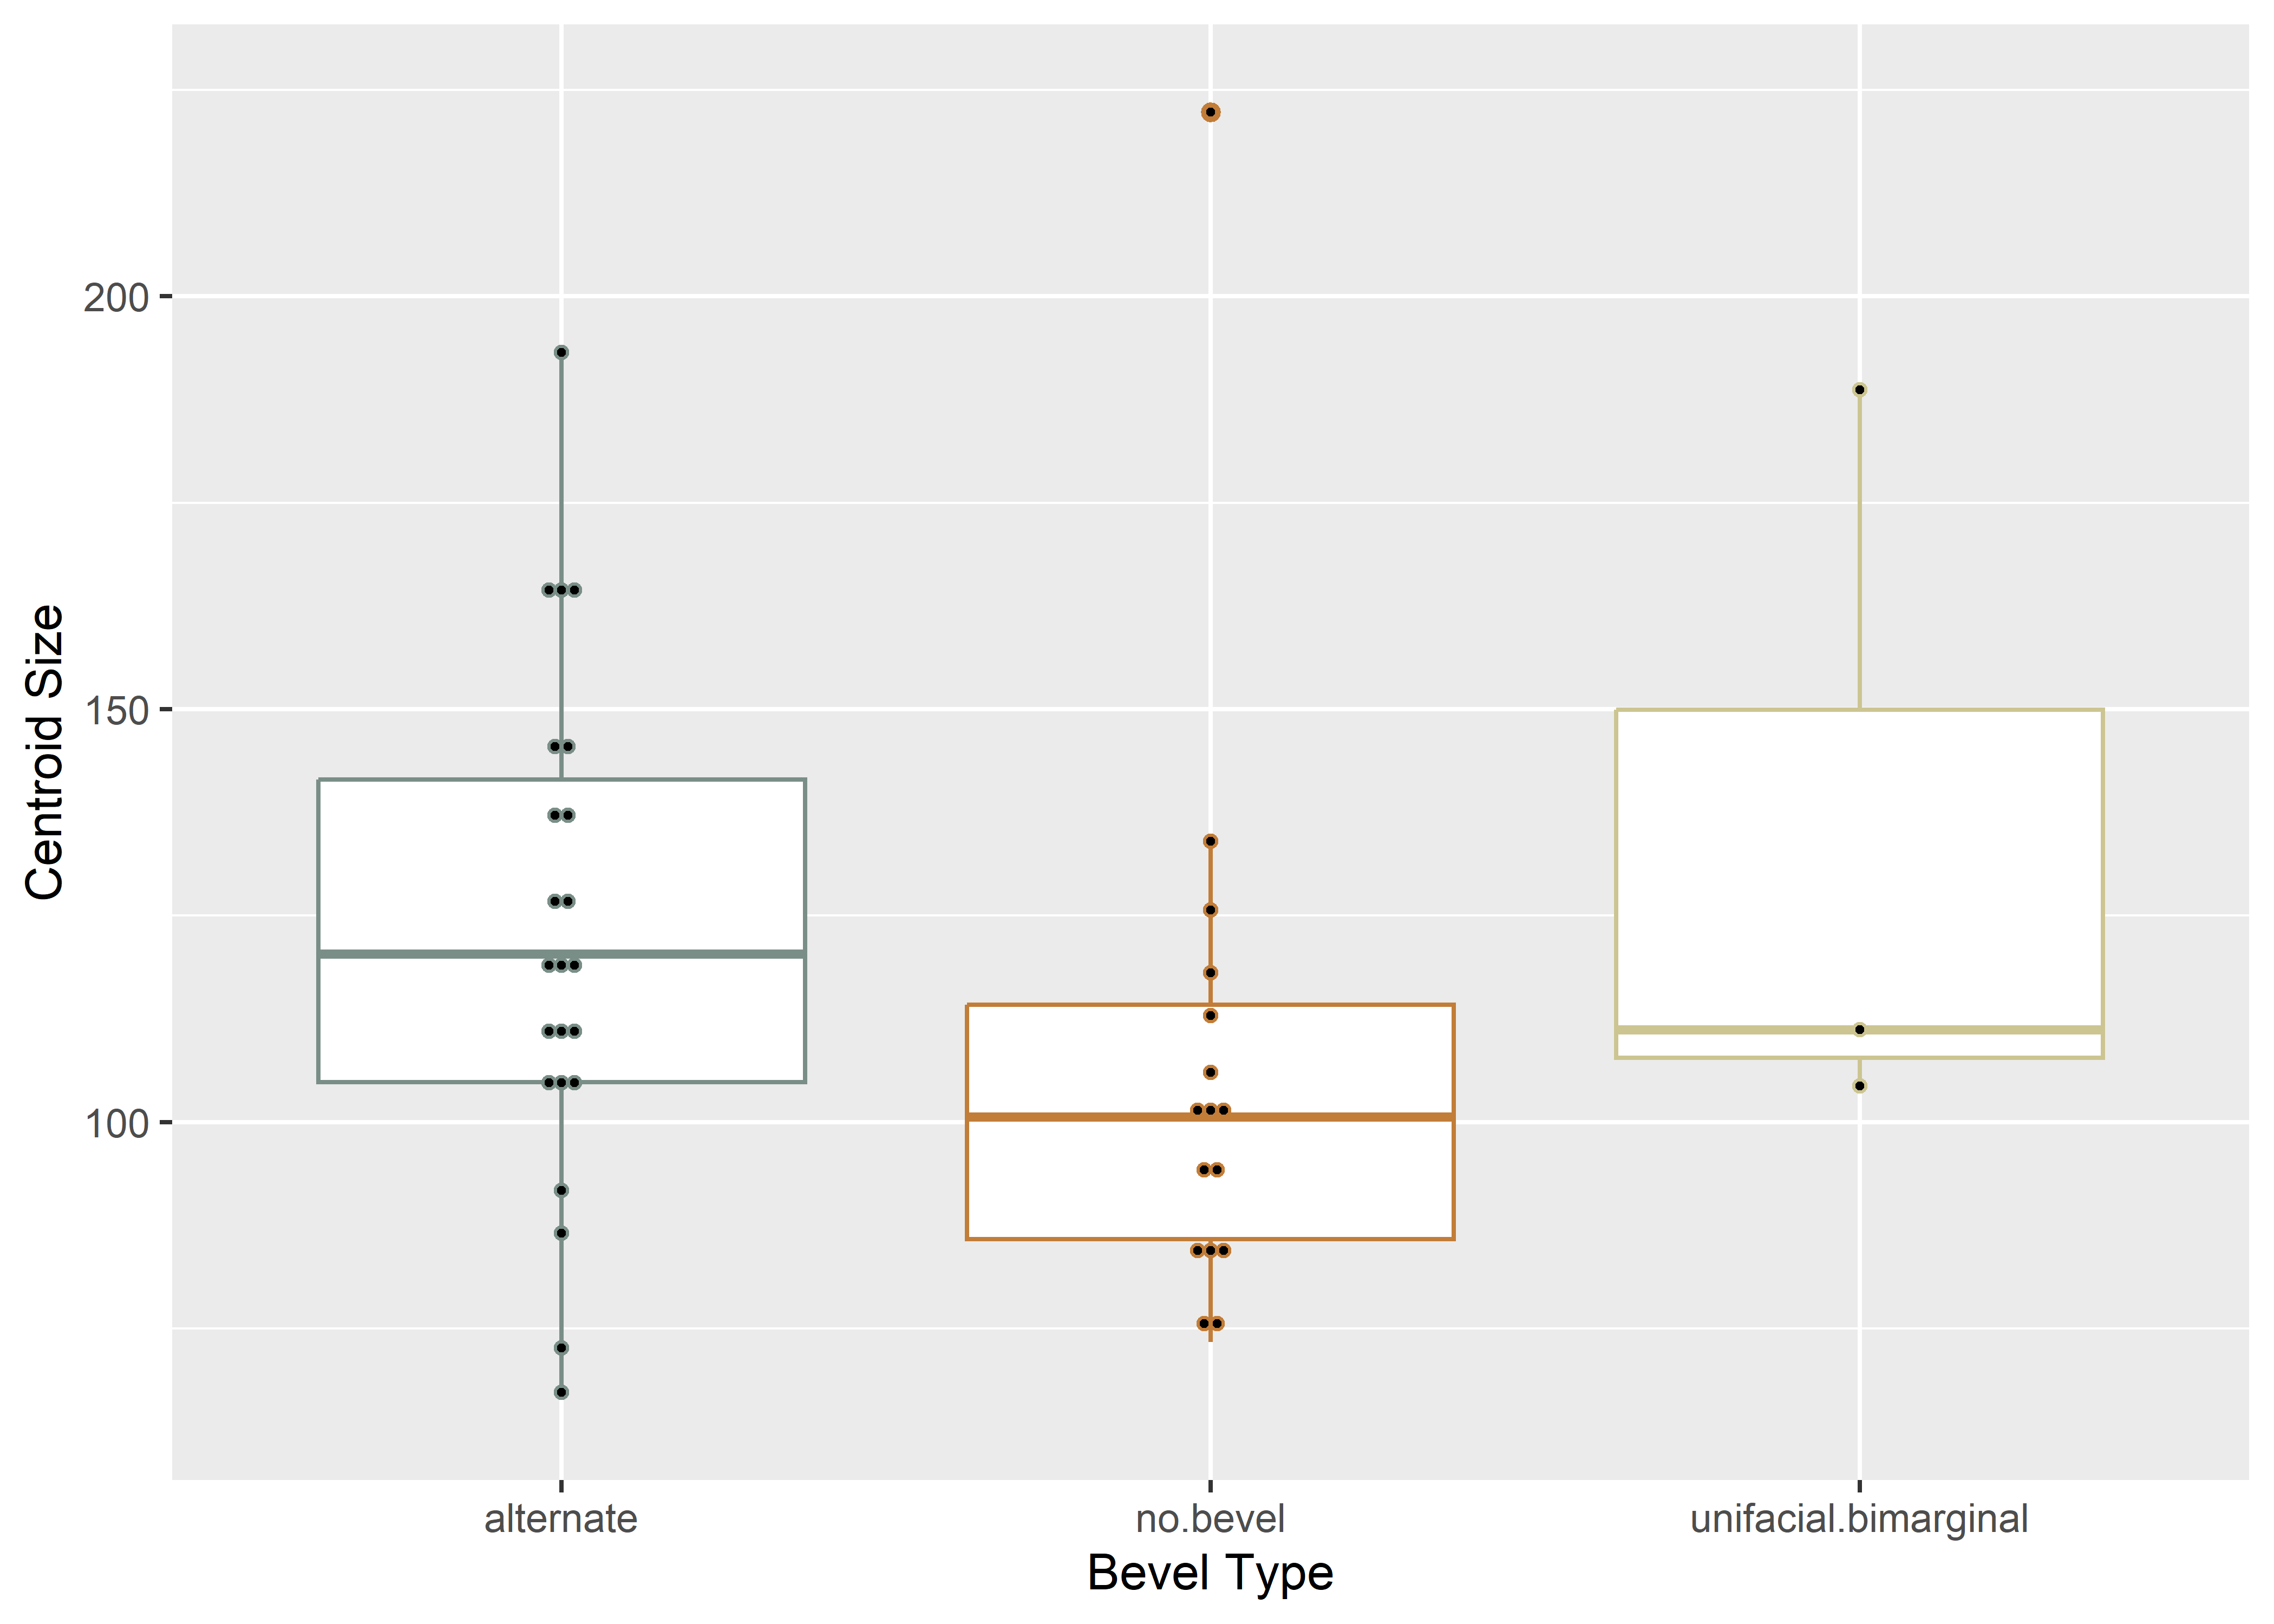 Centroid Size
200
150
100
alternate
no.bevel
unifacial.bimarginal
Bevel Type